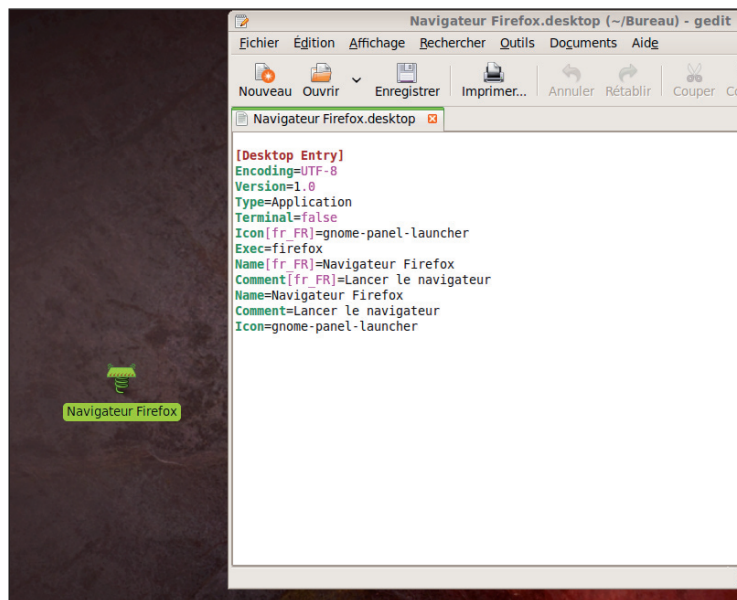 Navigateur Firefox.desktop (~/Bureau) - gedit
Fichier Édition Affichage Rechercher Outils Documents Aide
Nouveau Ouvrir Enregistrer Imprimer... Annuler Rétablir Couper
Navigateur Firefox.desktop
[Desktop Entry]
Encoding=UTF-8
Version=1.0
Type=Application
Terminal=false
Icon[fr_FR]=gnome-panel-launcher
Exec=firefox
Name[fr_FR]=Navigateur Firefox
Comment[fr_FR]=Lancer le navigateur
Name=Navigateur Firefox
Comment=Lancer le navigateur
Icon=gnome-panel-launcher
Navigateur Firefox